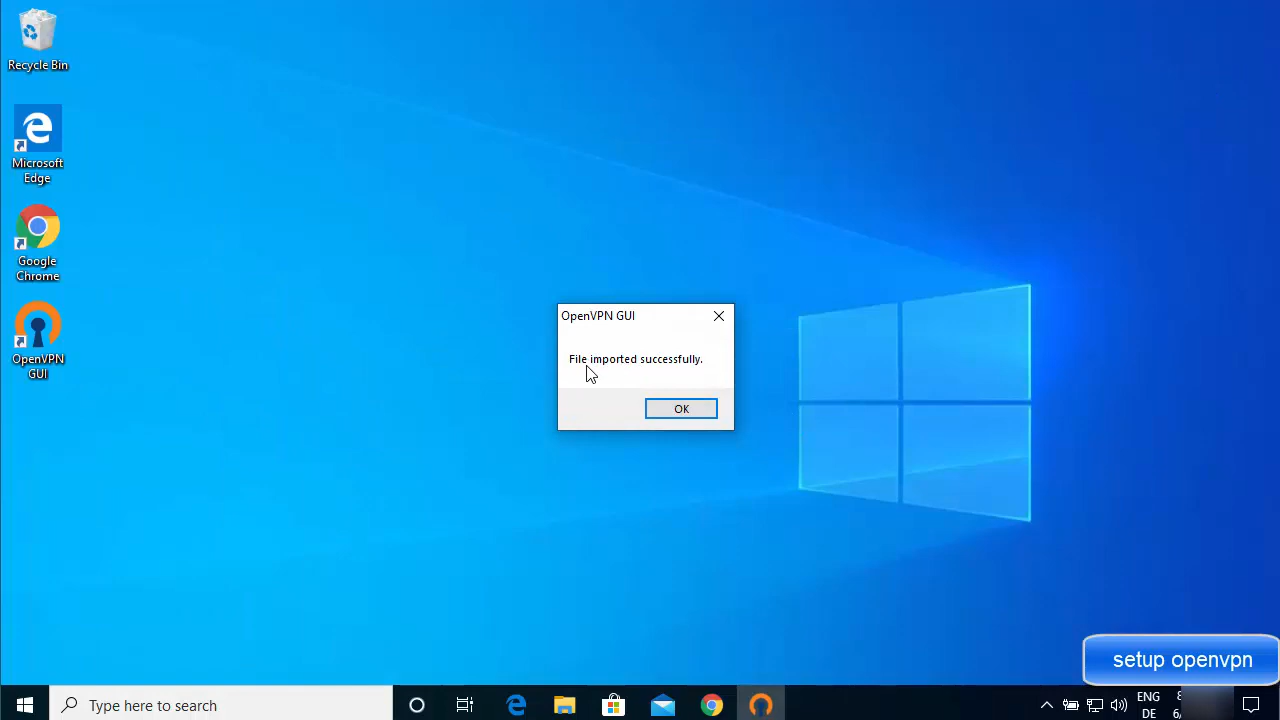 Recycle Bin
Microsoft
Edge
Google
Chrome
OpenVPN
GUI
OpenVPN GUI
File imported successfully.
OK
setup openvpn
Type here to search
ENG
DE